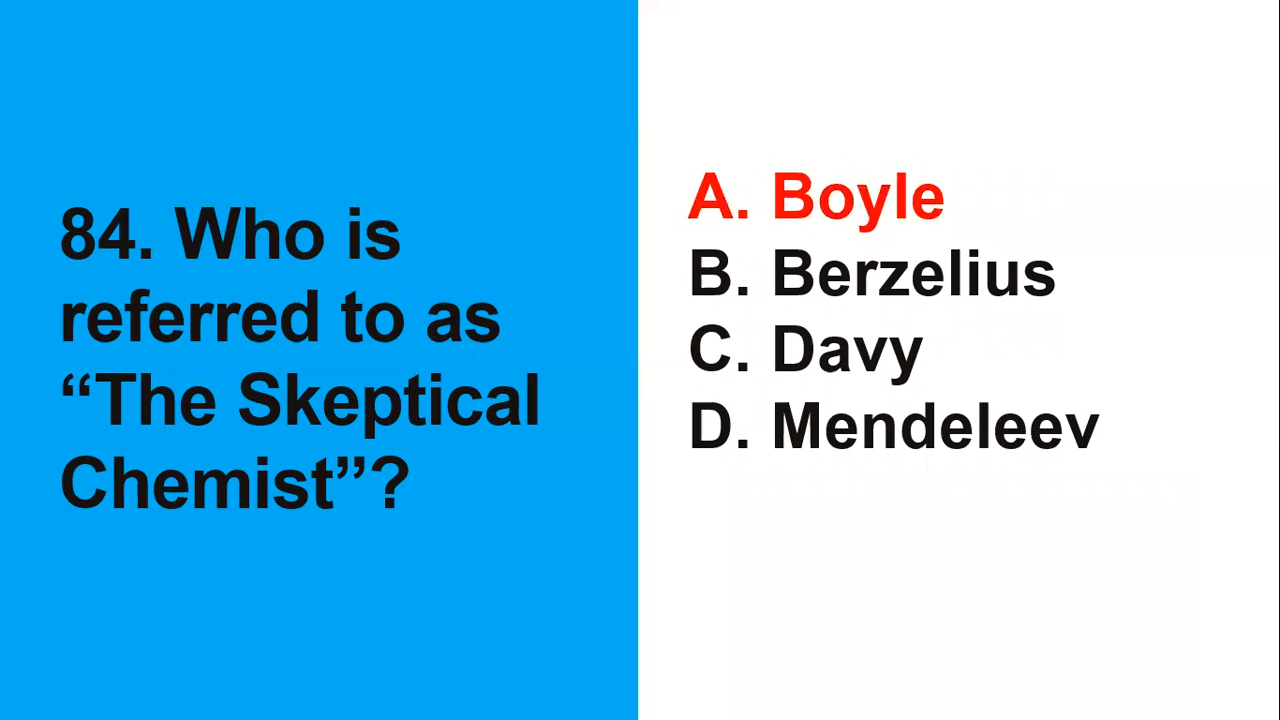 84. Who is
referred to as
“The Skeptical
Chemist”?
A. Boyle
B. Berzelius
C. Davy
D. Mendeleev